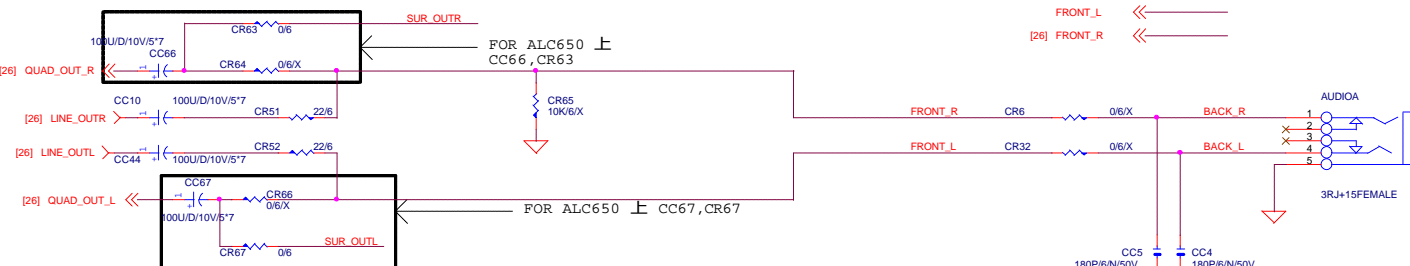 SUR_OUTR
CR63 0/6
100U/D/10V/5*7
CC66
1
+
[26] QUAD_OUT_R
CR64 0/6/X
FOR ALC650 上
CC66,CR63
FRONT_L
[26] FRONT_R
CC10 100U/D/10V/5*7
[26] LINE_OUTR
1
+
CR51 22/6
CR65
10K/6/X
FRONT_R CR6 0/6/X BACK_R
AUDIOA
1
2
3
4
5
3RJ+15FEMALE
[26] LINE_OUTL
1
+
CC44 100U/D/10V/5*7
CR52 22/6
FRONT_L CR32 0/6/X BACK_L
CC67
1
+
[26] QUAD_OUT_L
100U/D/10V/5*7
CR66
0/6/X
FOR ALC650 上 CC67,CR67
CR67 0/6
SUR_OUTL
CC5
180P/6/N/50V
CC4
180P/6/N/50V